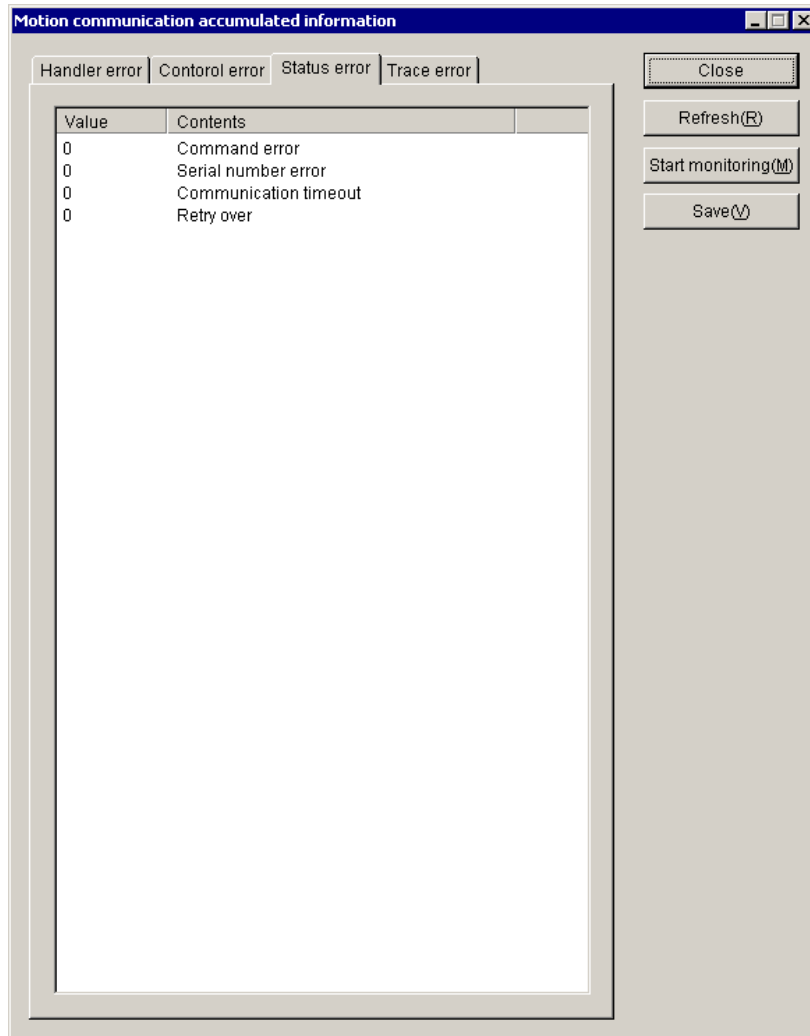 Motion communication accumulated information
Handler error Contorol error Status error Trace error
Close
Refresh(R)
Start monitoring(M)
Save(V)
Value Contents
0 Command error
0 Serial number error
0 Communication timeout
0 Retry over